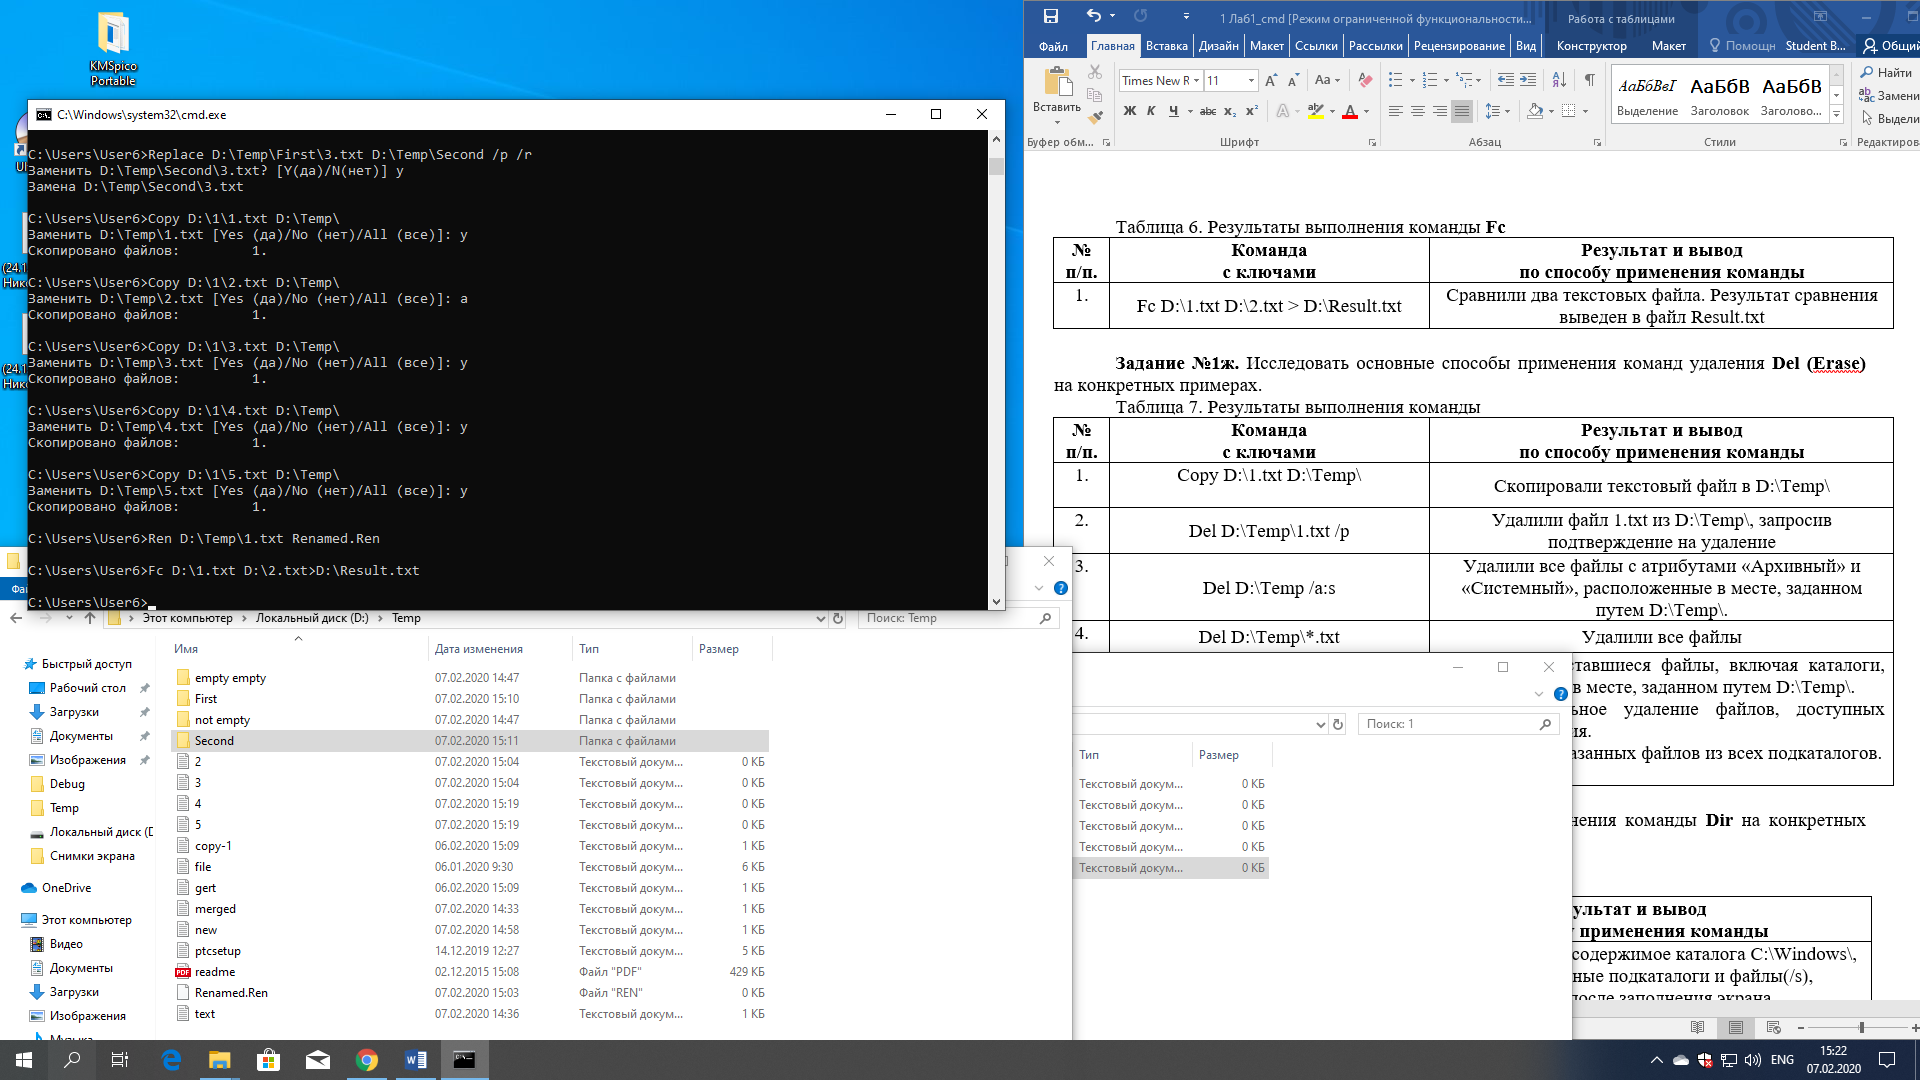 KMSpico
Portable
C:\Windows\system32\cmd.exe
C:\Users\User6>Replace D:\Temp\First\3.txt D:\Temp\Second /p /r
Заменить D:\Temp\Second\3.txt? [Y(да)/N(нет)] y
Замена D:\Temp\Second\3.txt
C:\Users\User6>Copy D:\1\1.txt D:\Temp\
Заменить D:\Temp\1.txt [Yes (да)/No (нет)/All (все)]: y
Скопировано файлов:         1.
C:\Users\User6>Copy D:\1\2.txt D:\Temp\
Заменить D:\Temp\2.txt [Yes (да)/No (нет)/All (все)]: a
Скопировано файлов:         1.
C:\Users\User6>Copy D:\1\3.txt D:\Temp\
Заменить D:\Temp\3.txt [Yes (да)/No (нет)/All (все)]: y
Скопировано файлов:         1.
C:\Users\User6>Copy D:\1\4.txt D:\Temp\
Заменить D:\Temp\4.txt [Yes (да)/No (нет)/All (все)]: y
Скопировано файлов:         1.
C:\Users\User6>Copy D:\1\5.txt D:\Temp\
Заменить D:\Temp\5.txt [Yes (да)/No (нет)/All (все)]: y
Скопировано файлов:         1.
C:\Users\User6>Ren D:\Temp\1.txt Renamed.Ren
C:\Users\User6>Fc D:\1.txt D:\2.txt>D:\Result.txt
C:\Users\User6>
Этот компьютер > Локальный диск (D:) > Temp
Поиск: Temp
Имя Дата изменения Тип Размер
Быстрый доступ
Рабочий стол
Загрузки
Документы
Изображения
Debug
Temp
Локальный диск (D
Снимки экрана
OneDrive
Этот компьютер
Видео
Документы
Загрузки
Изображения
Музыка
empty empty 07.02.2020 14:47 Папка с файлами
First 07.02.2020 15:10 Папка с файлами
not empty 07.02.2020 14:47 Папка с файлами
Second 07.02.2020 15:11 Папка с файлами
2 07.02.2020 15:04 Текстовый докум... 0 КБ
3 07.02.2020 15:04 Текстовый докум... 0 КБ
4 07.02.2020 15:19 Текстовый докум... 0 КБ
5 07.02.2020 15:19 Текстовый докум... 0 КБ
copy-1 06.02.2020 15:09 Текстовый докум... 1 КБ
file 06.01.2020 9:30 Текстовый докум... 6 КБ
gert 06.02.2020 15:09 Текстовый докум... 1 КБ
merged 07.02.2020 14:33 Текстовый докум... 1 КБ
new 07.02.2020 14:58 Текстовый докум... 1 КБ
ptcsetup 14.12.2019 12:27 Текстовый докум... 5 КБ
readme 02.12.2015 15:08 Файл "PDF" 429 КБ
Renamed.Ren 07.02.2020 15:03 Файл "REN" 0 КБ
text 07.02.2020 14:36 Текстовый докум... 1 КБ
Поиск: 1
Тип Размер
Текстовый докум... 0 КБ
Текстовый докум... 0 КБ
Текстовый докум... 0 КБ
Текстовый докум... 0 КБ
Текстовый докум... 0 КБ
1 Лаб1_cmd [Режим ограниченной функциональности... Работа с таблицами
Файл Главная Вставка Дизайн Макет Ссылки Рассылки Рецензирование Вид Конструктор Макет Помощн Student B... Общий
Вставить
Times New R 11
Ж К Ч abc x₂ x²
АаБбВвІ АаБбВ АаБбВ
Выделение Заголовок Заголово...
Найти
Замени
Выдели
Буфер обм... Шрифт Абзац Стили Редактиров
Таблица 6. Результаты выполнения команды Fc
№ п/п. Команда с ключами Результат и вывод по способу применения команды
1. Fc D:\1.txt D:\2.txt > D:\Result.txt Сравнили два текстовых файла. Результат сравнения
выведен в файл Result.txt
Задание №1ж. Исследовать основные способы применения команд удаления Del (Erase)
на конкретных примерах.
Таблица 7. Результаты выполнения команды
№ п/п. Команда с ключами Результат и вывод по способу применения команды
1. Copy D:\1.txt D:\Temp\ Скопировали текстовый файл в D:\Temp\
2. Del D:\Temp\1.txt /p Удалили файл 1.txt из D:\Temp\, запросив
подтверждение на удаление
3. Del D:\Temp /a:s Удалили все файлы с атрибутами «Архивный» и
«Системный», расположенные в месте, заданном
путем D:\Temp\.
4. Del D:\Temp\*.txt Удалили все файлы
ставшиеся файлы, включая каталоги,
в месте, заданном путем D:\Temp\.
ьное удаление файлов, доступных
ия.
азанных файлов из всех подкаталогов.
нения команды Dir на конкретных
ультат и вывод
у применения команды
содержимое каталога C:\Windows\,
ные подкаталоги и файлы(/s),
после заполнения экрана
ENG
15:22
07.02.2020